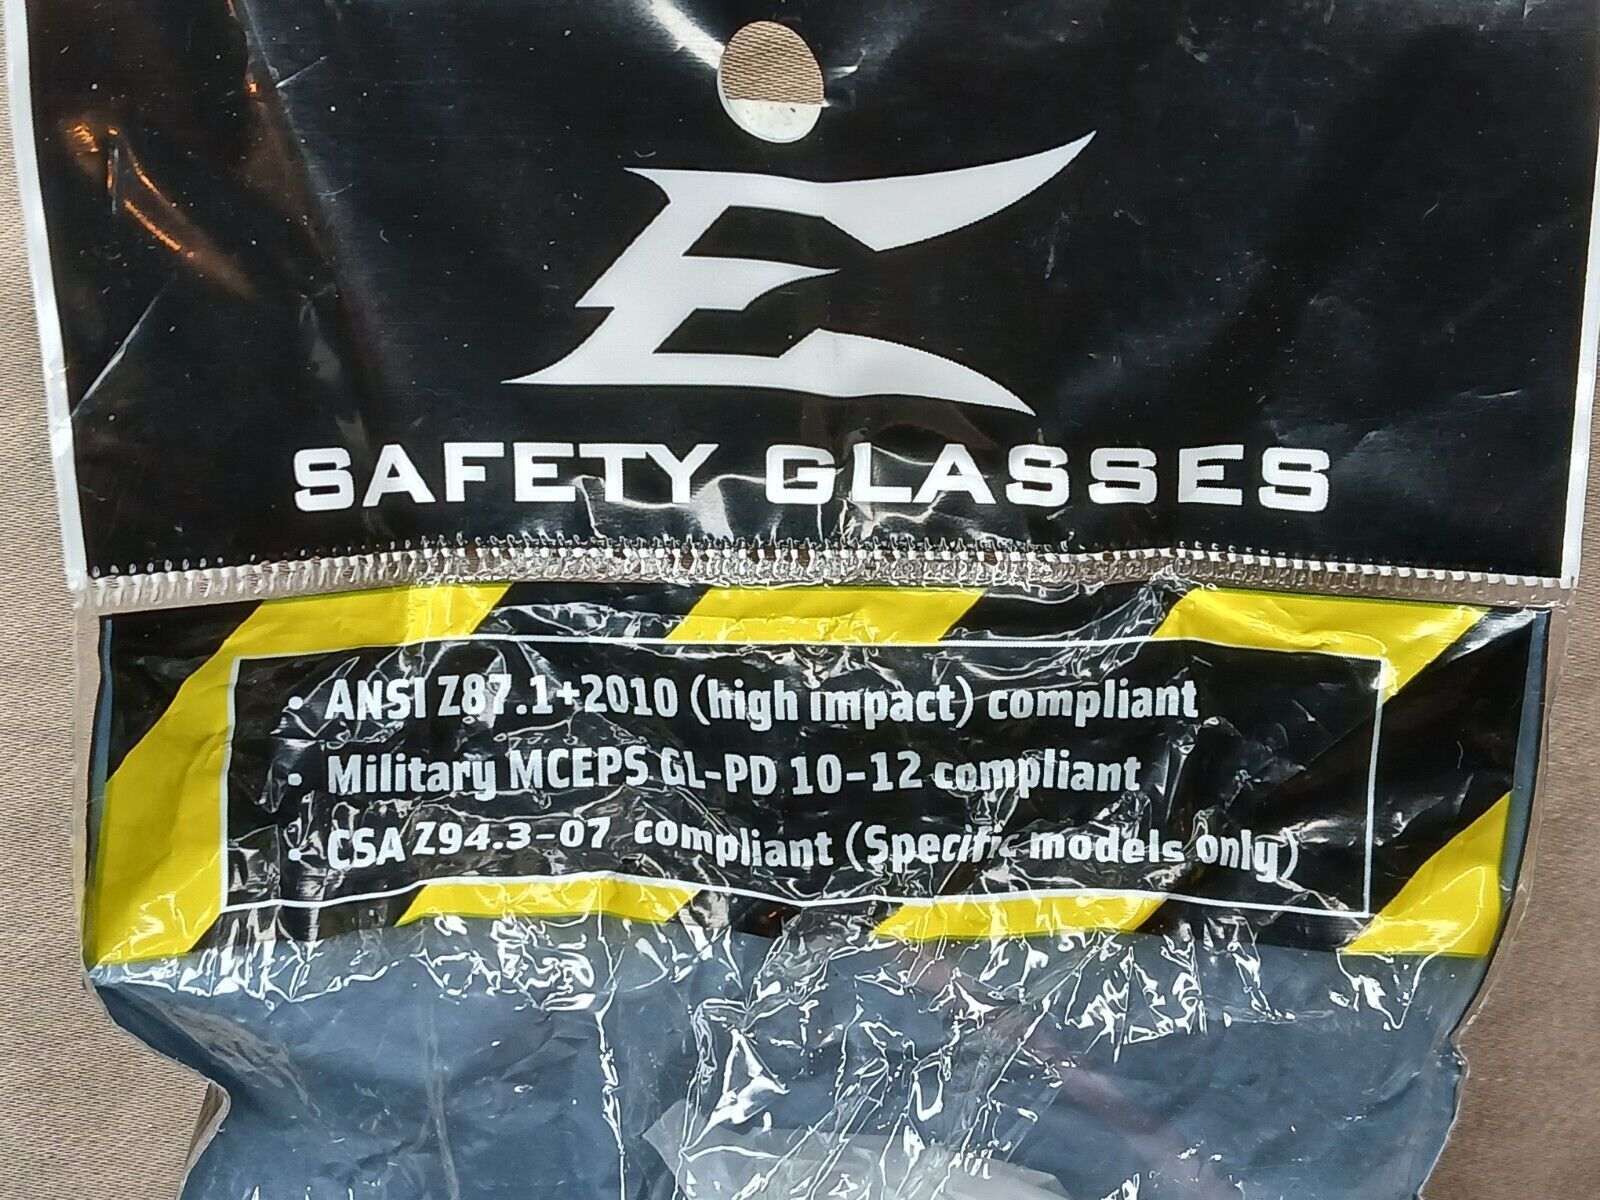 E
SAFETY GLASSES
• ANSI Z87.1+2010 (high impact) compliant
• Military MCEPS GL-PD 10-12 compliant
• CSA Z94.3-07 compliant (Specific models only)